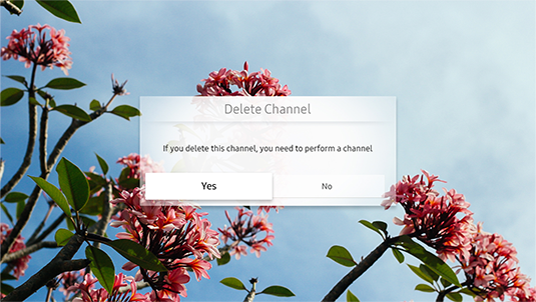 Delete Channel
If you delete this channel, you need to perform a channel
Yes
No